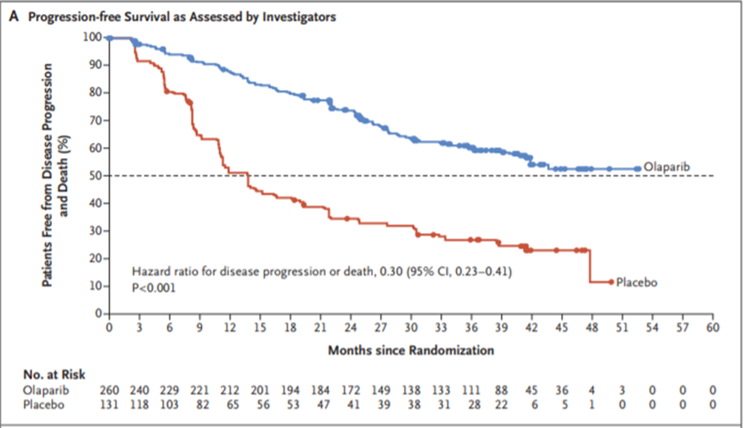 A Progression-free Survival as Assessed by Investigators
Patients Free from Disease Progression
and Death (%)
100
90
80
70
60
50
40
30
20
10
0
Olaparib
Placebo
Hazard ratio for disease progression or death, 0.30 (95% CI, 0.23–0.41)
P<0.001
0 3 6 9 12 15 18 21 24 27 30 33 36 39 42 45 48 51 54 57 60
Months since Randomization
No. at Risk
Olaparib 260 240 229 221 212 201 194 184 172 149 138 133 111 88 45 36 4 3 0 0 0
Placebo 131 118 103 82 65 56 53 47 41 39 38 31 28 22 6 5 1 0 0 0 0